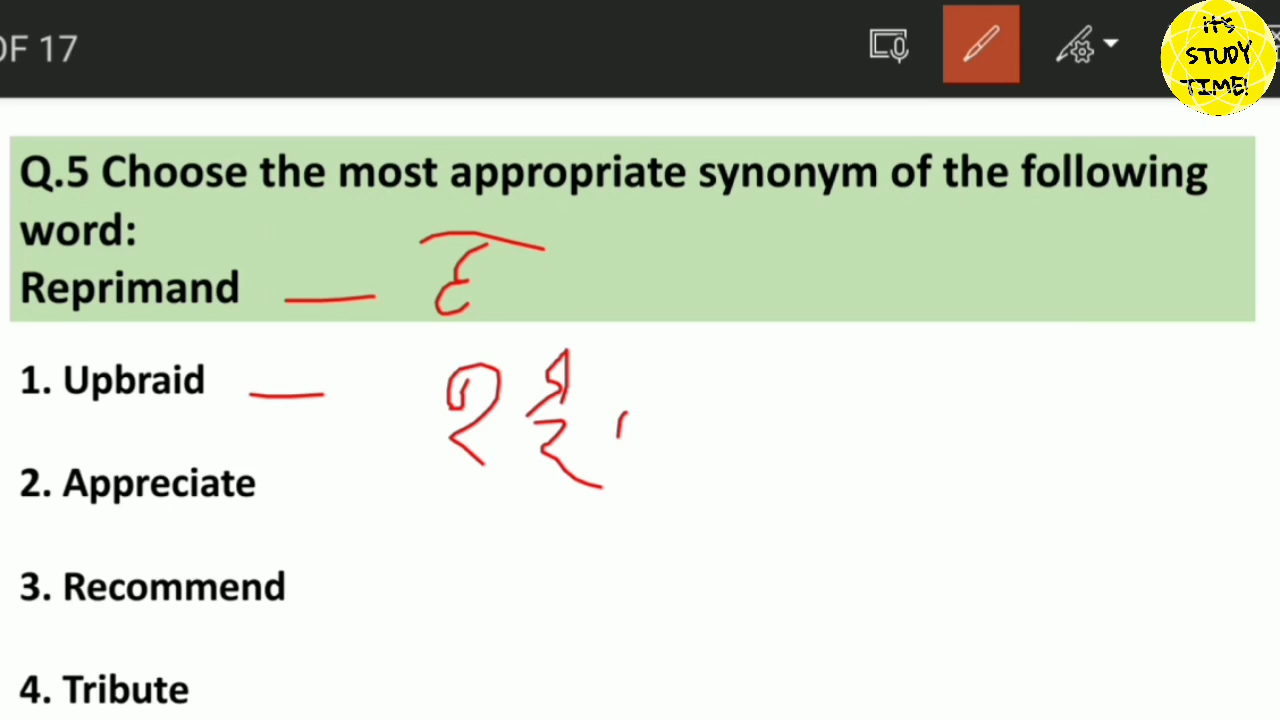 OF 17
IT'S
STUDY
TIME!
Q.5 Choose the most appropriate synonym of the following
word:
Reprimand
1. Upbraid
2. Appreciate
3. Recommend
4. Tribute